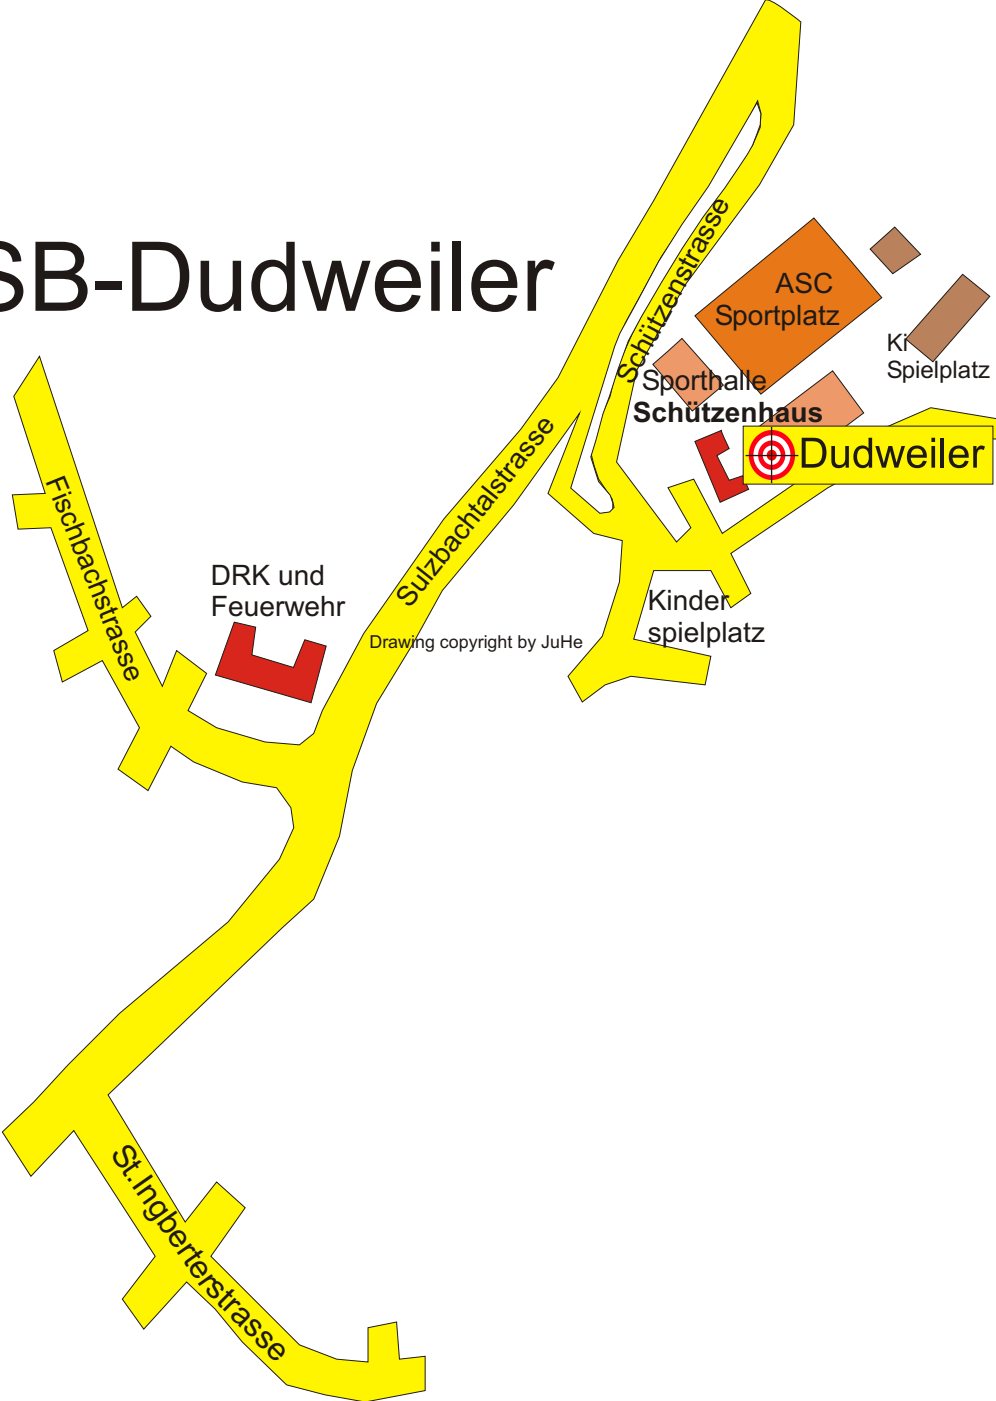 SB-Dudweiler
Schützenstrasse
ASC
Sportplatz
Ki
Spielplatz
Sporthalle
Schützenhaus
Dudweiler
Sulzbachtalstrasse
Fischbachstrasse
DRK und
Feuerwehr
Kinder
spielplatz
Drawing copyright by JuHe
St.Ingberterstrasse